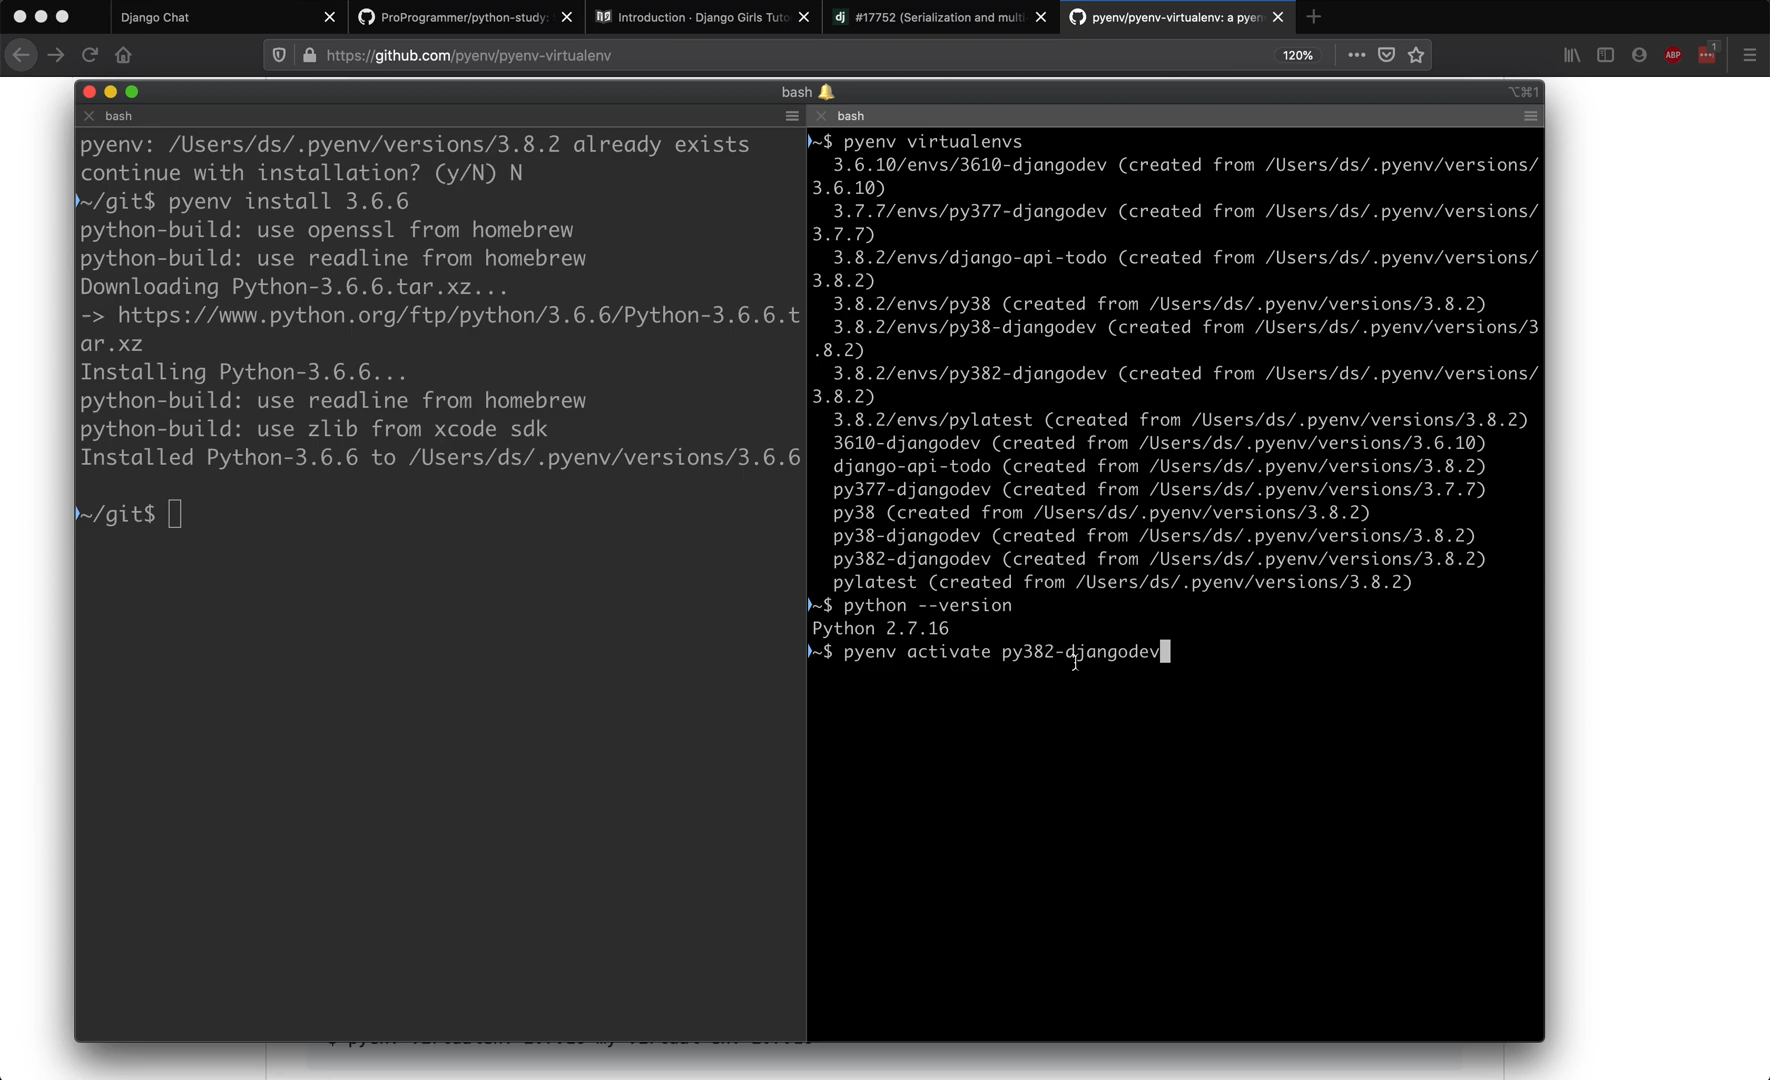 Django Chat
ProProgrammer/python-study:
Introduction · Django Girls Tuto
dj #17752 (Serialization and multi-
pyenv/pyenv-virtualenv: a pyen
https://github.com/pyenv/pyenv-virtualenv
120%
ABP
1
bash
⌥⌘1
bash
pyenv: /Users/ds/.pyenv/versions/3.8.2 already exists
continue with installation? (y/N) N
~/git$ pyenv install 3.6.6
python-build: use openssl from homebrew
python-build: use readline from homebrew
Downloading Python-3.6.6.tar.xz...
-> https://www.python.org/ftp/python/3.6.6/Python-3.6.6.t
ar.xz
Installing Python-3.6.6...
python-build: use readline from homebrew
python-build: use zlib from xcode sdk
Installed Python-3.6.6 to /Users/ds/.pyenv/versions/3.6.6
~/git$
bash
~$ pyenv virtualenvs
3.6.10/envs/3610-djangodev (created from /Users/ds/.pyenv/versions/
3.6.10)
3.7.7/envs/py377-djangodev (created from /Users/ds/.pyenv/versions/
3.7.7)
3.8.2/envs/django-api-todo (created from /Users/ds/.pyenv/versions/
3.8.2)
3.8.2/envs/py38 (created from /Users/ds/.pyenv/versions/3.8.2)
3.8.2/envs/py38-djangodev (created from /Users/ds/.pyenv/versions/3
.8.2)
3.8.2/envs/py382-djangodev (created from /Users/ds/.pyenv/versions/
3.8.2)
3.8.2/envs/pylatest (created from /Users/ds/.pyenv/versions/3.8.2)
3610-djangodev (created from /Users/ds/.pyenv/versions/3.6.10)
django-api-todo (created from /Users/ds/.pyenv/versions/3.8.2)
py377-djangodev (created from /Users/ds/.pyenv/versions/3.7.7)
py38 (created from /Users/ds/.pyenv/versions/3.8.2)
py38-djangodev (created from /Users/ds/.pyenv/versions/3.8.2)
py382-djangodev (created from /Users/ds/.pyenv/versions/3.8.2)
pylatest (created from /Users/ds/.pyenv/versions/3.8.2)
~$ python --version
Python 2.7.16
~$ pyenv activate py382-djangodev